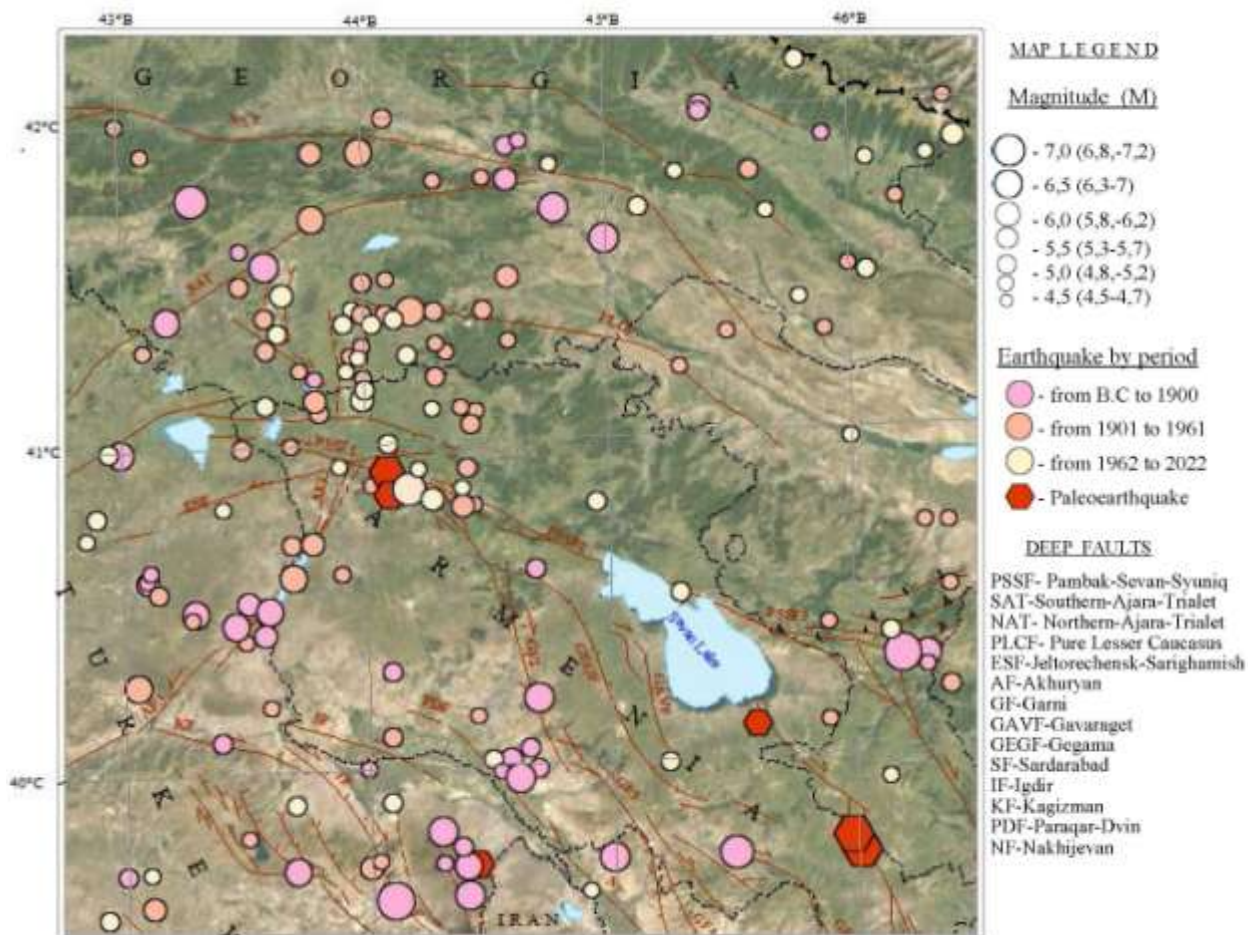 43°B 44°B 45°B 46°B
G E O R G I A
42°C
41°C
40°C
SAT
A
R
M
E
N
I
A
T
U
R
K
E
Sevan Lake
IRAN
MAP LEGEND
Magnitude (M)
- 7,0 (6,8,-7,2)
- 6,5 (6,3-7)
- 6,0 (5,8,-6,2)
- 5,5 (5,3-5,7)
- 5,0 (4,8,-5,2)
- 4,5 (4,5-4,7)
Earthquake by period
- from B.C to 1900
- from 1901 to 1961
- from 1962 to 2022
- Paleoearthquake
DEEP FAULTS
PSSF- Pambak-Sevan-Syuniq
SAT-Southern-Ajara-Trialet
NAT- Northern-Ajara-Trialet
PLCF- Pure Lesser Caucasus
ESF-Jeltorechensk-Sarighamish
AF-Akhuryan
GF-Garni
GAVF-Gavaraget
GEGF-Gegama
SF-Sardarabad
IF-Igdir
KF-Kagizman
PDF-Paraqar-Dvin
NF-Nakhijevan